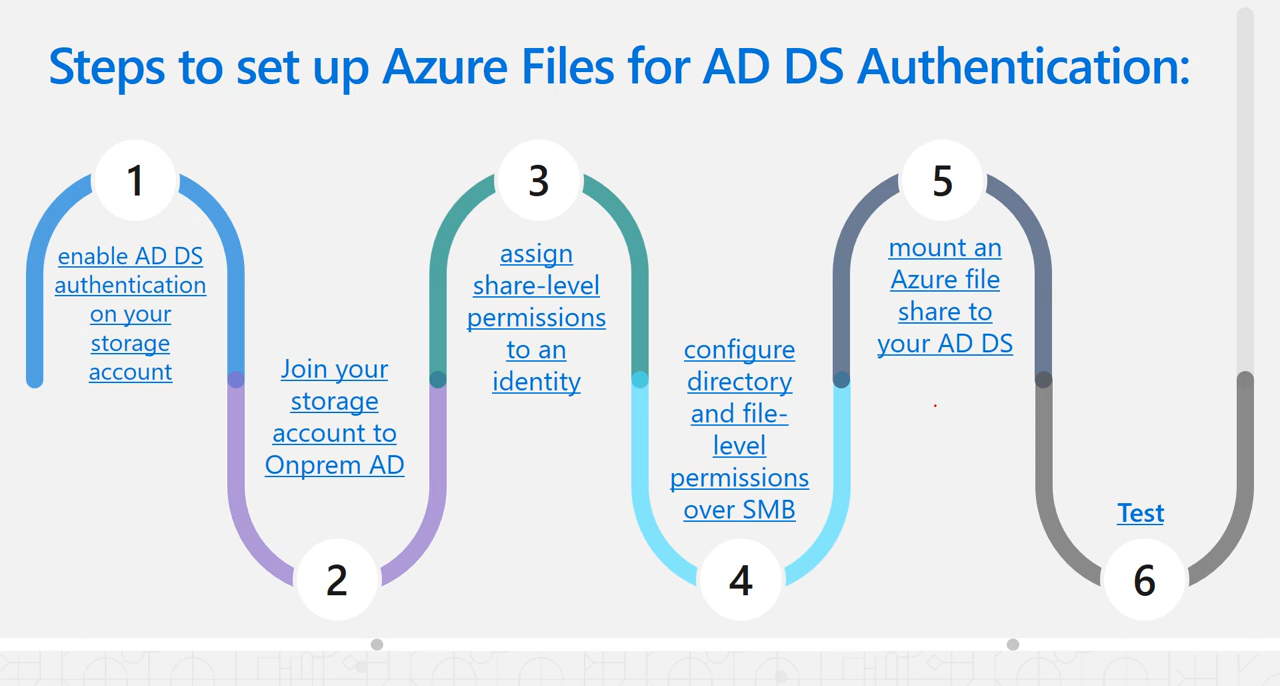 Steps to set up Azure Files for AD DS Authentication:
1
enable AD DS
authentication
on your
storage
account
2
Join your
storage
account to
Onprem AD
3
assign
share-level
permissions
to an
identity
4
configure
directory
and file-
level
permissions
over SMB
5
mount an
Azure file
share to
your AD DS
6
Test